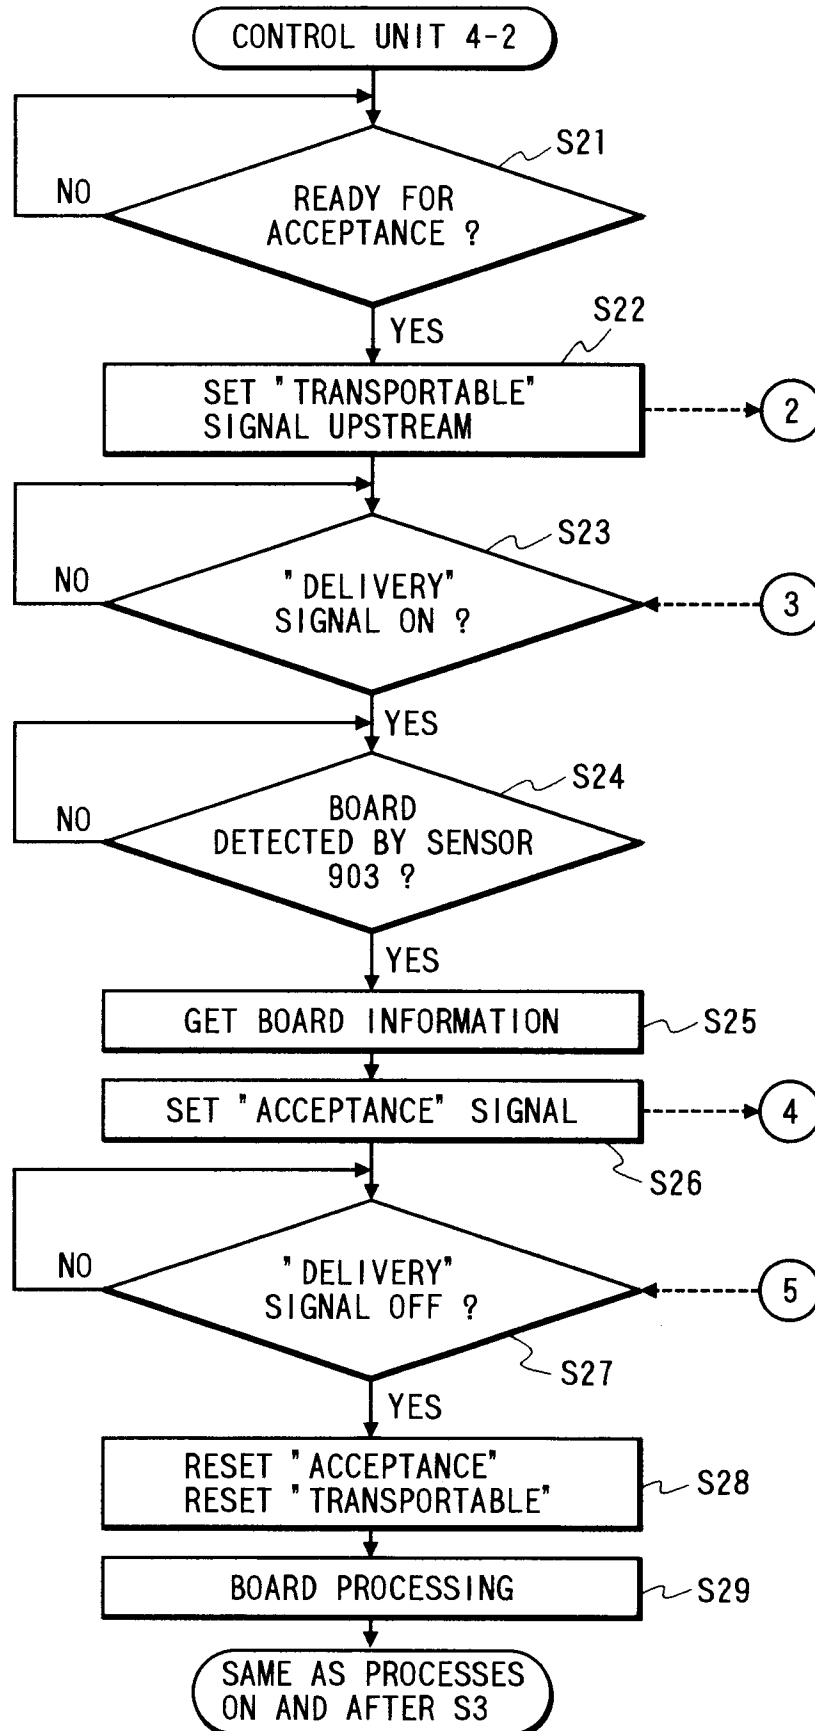 CONTROL UNIT 4-2
S21
NO
READY FOR
ACCEPTANCE ?
YES
S22
SET "TRANSPORTABLE"
SIGNAL UPSTREAM
2
S23
NO
"DELIVERY"
SIGNAL ON ?
3
YES
S24
NO
BOARD
DETECTED BY SENSOR
903 ?
YES
GET BOARD INFORMATION
S25
SET "ACCEPTANCE" SIGNAL
4
S26
NO
"DELIVERY"
SIGNAL OFF ?
5
S27
YES
RESET "ACCEPTANCE"
RESET "TRANSPORTABLE"
S28
BOARD PROCESSING
S29
SAME AS PROCESSES
ON AND AFTER S3